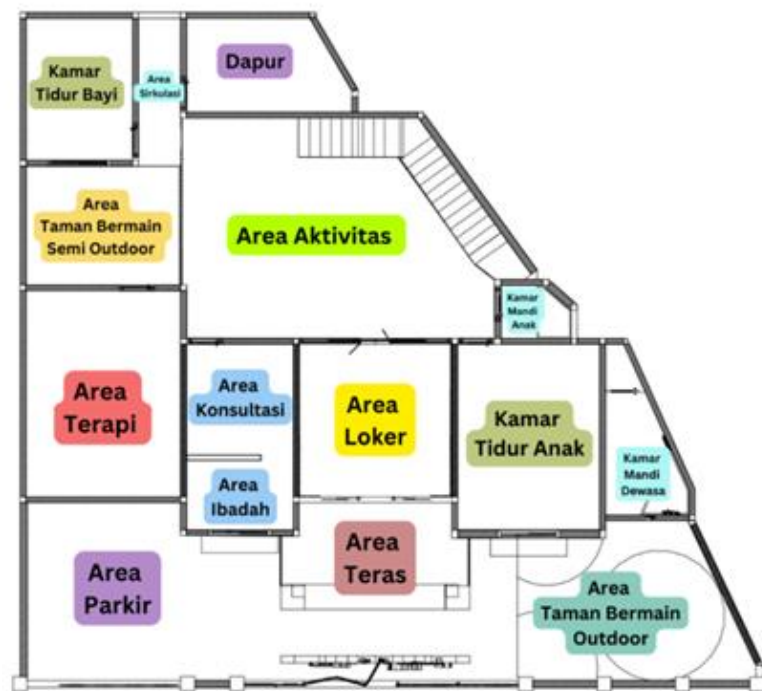 Kamar
Tidur Bayi
Area
Sirkulasi
Dapur
Area
Taman Bermain
Semi Outdoor
Area Aktivitas
Kamar
Mandi
Anak
Area
Terapi
Area
Konsultasi
Area
Loker
Kamar
Tidur Anak
Kamar
Mandi
Dewasa
Area
Ibadah
Area
Parkir
Area
Teras
Area
Taman Bermain
Outdoor